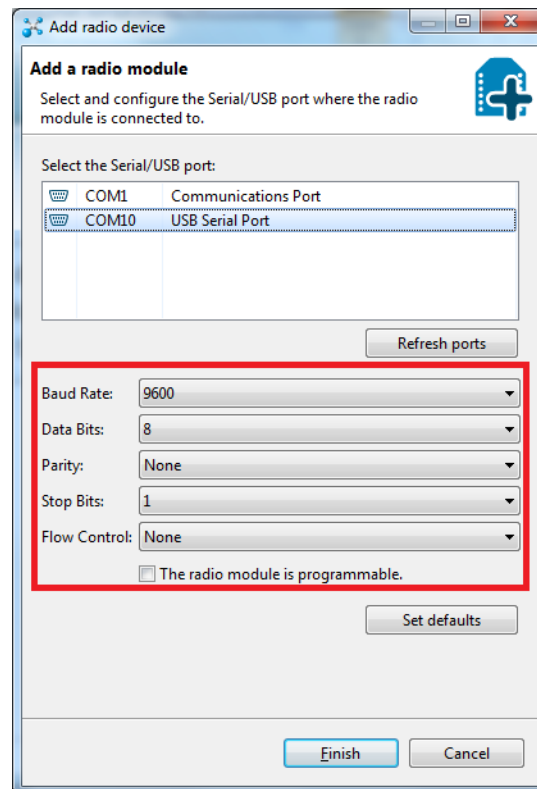 Add radio device
Add a radio module
Select and configure the Serial/USB port where the radio
module is connected to.
Select the Serial/USB port:
COM1 Communications Port
COM10 USB Serial Port
Refresh ports
Baud Rate: 9600
Data Bits: 8
Parity: None
Stop Bits: 1
Flow Control: None
The radio module is programmable.
Set defaults
Finish Cancel